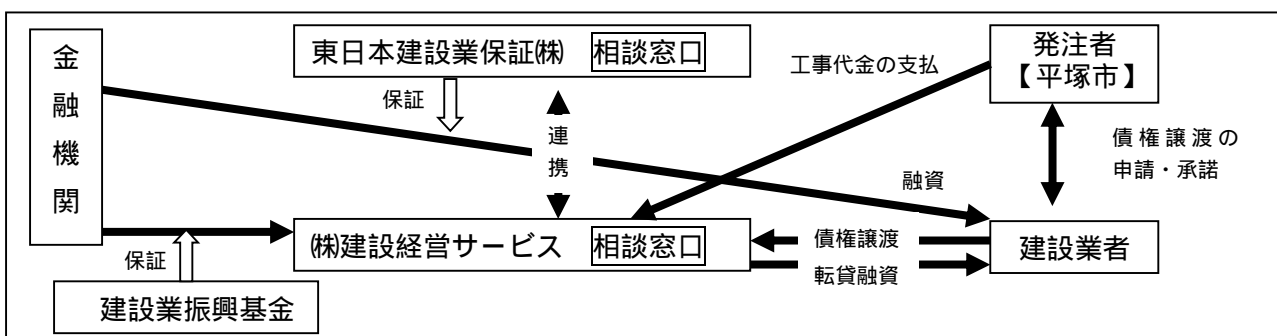 金融機関
東日本建設業保証㈱ 相談窓口
発注者
【平塚市】
工事代金の支払
保証
連携
債権譲渡の
申請・承諾
融資
㈱建設経営サービス 相談窓口
債権譲渡
転貸融資
建設業者
保証
建設業振興基金